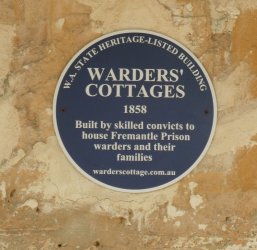 W.A. STATE HERITAGE-LISTED BUILDING
WARDERS'
COTTAGES
1858
Built by skilled convicts to
house Fremantle Prison
warders and their
families
warderscottage.com.au